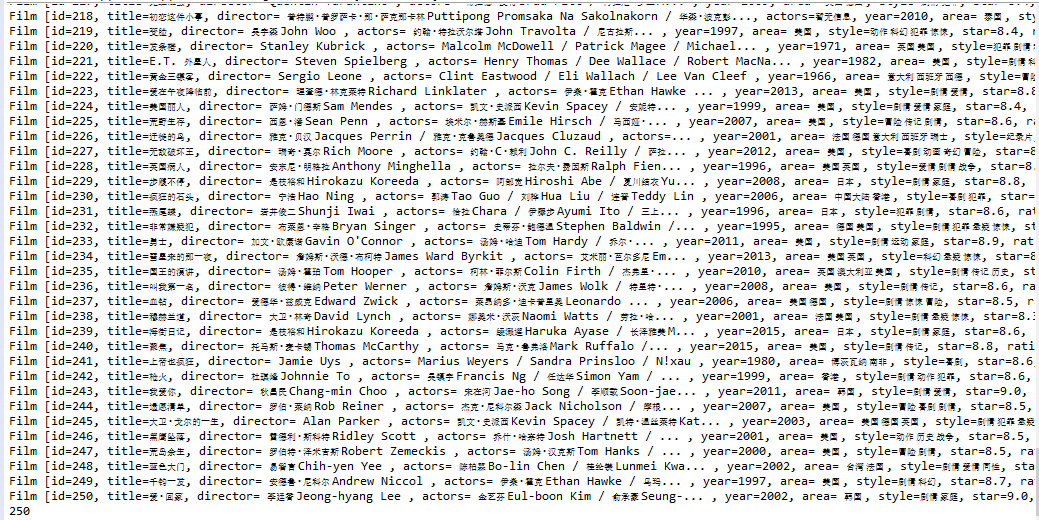 Film [id=218, title=初恋这件小事, director= 普特鹏·普罗萨卡·那·萨克那卡林 Puttipong Promsaka Na Sakolnakorn / 华森·波克彭..., actors=暂无信息, year=2010, area= 泰国, st
Film [id=219, title=变脸, director= 吴宇森 John Woo , actors= 约翰·特拉沃尔塔 John Travolta / 尼古拉斯... , year=1997, area= 美国, style=动作 科幻 犯罪 惊悚, star=8.4, r
Film [id=220, title=发条橙, director= Stanley Kubrick , actors= Malcolm McDowell / Patrick Magee / Michael... , year=1971, area= 英国 美国, style=犯罪 剧情
Film [id=221, title=E.T. 外星人, director= Steven Spielberg , actors= Henry Thomas / Dee Wallace / Robert MacNa... , year=1982, area= 美国, style=剧情 科
Film [id=222, title=黄金三镖客, director= Sergio Leone , actors= Clint Eastwood / Eli Wallach / Lee Van Cleef , year=1966, area= 意大利 西班牙 西德, style=
Film [id=223, title=爱在午夜降临前, director= 理查德·林克莱特 Richard Linklater , actors= 伊桑·霍克 Ethan Hawke ... , year=2013, area= 美国, style=剧情 爱情, star=8.8
Film [id=224, title=美国丽人, director= 萨姆·门德斯 Sam Mendes , actors= 凯文·史派西 Kevin Spacey / 安妮特... , year=1999, area= 美国, style=剧情 爱情 家庭, star=8.4,
Film [id=225, title=荒野生存, director= 西恩·潘 Sean Penn , actors= 埃米尔·赫斯基 Emile Hirsch / 马西娅·... , year=2007, area= 美国, style=冒险 传记 剧情, star=8.6, ra
Film [id=226, title=迁徙的鸟, director= 雅克·贝汉 Jacques Perrin / 雅克·克鲁奥德 Jacques Cluzaud , actors=... , year=2001, area= 法国 德国 意大利 西班牙 瑞士, style=纪录片
Film [id=227, title=无敌破坏王, director= 瑞奇·莫尔 Rich Moore , actors= 约翰·C·赖利 John C. Reilly / 萨拉... , year=2012, area= 美国, style=喜剧 动画 奇幻 冒险
Film [id=228, title=英国病人, director= 安东尼·明格拉 Anthony Minghella , actors= 拉尔夫·费因斯 Ralph Fien... , year=1996, area= 美国, style=爱情 剧情 战争, star=8.
Film [id=229, title=步履不停, director= 是枝裕和 Hirokazu Koreeda , actors= 阿部宽 Hiroshi Abe / 夏川结衣 Yu... , year=2008, area= 日本, style=剧情 家庭, star=8.8,
Film [id=230, title=疯狂的石头, director= 宁浩 Hao Ning , actors= 郭涛 Tao Guo / 刘桦 Hua Liu / 连晋 Teddy Lin , year=2006, area= 中国大陆 香港, style=喜剧 犯罪, star=
Film [id=231, title=燕尾蝶, director= 岩井俊二 Shunji Iwai , actors= 恰拉 Chara / 伊藤步 Ayumi Ito / 三上... , year=1996, area= 日本, style=剧情 犯罪, star=8.6, rat
Film [id=232, title=非常嫌疑犯, director= 布莱恩·辛格 Bryan Singer , actors= 史蒂芬·鲍德温 Stephen Baldwin /... , year=1995, area= 德国 美国, style=剧情 犯罪 悬疑 惊悚
Film [id=233, title=勇士, director= 加文·欧康诺 Gavin O'Connor , actors= 汤姆·哈迪 Tom Hardy / 乔尔·... , year=2011, area= 美国, style=剧情 运动 家庭, star=8.9, rat
Film [id=234, title=彗星来的那一夜, director= 詹姆斯·沃德·布柯特 James Ward Byrkit , actors= 艾米丽·芭尔多尼 Em... , year=2013, area= 美国, style=科幻 悬疑 惊悚, s
Film [id=235, title=国王的演讲, director= 汤姆·霍珀 Tom Hooper , actors= 柯林·菲尔斯 Colin Firth / 杰弗里·... , year=2010, area= 英国 澳大利亚 美国, style=剧情 传记 历史, st
Film [id=236, title=叫我第一名, director= 彼得·维纳 Peter Werner , actors= 詹姆斯·沃克 James Wolk / 特里特·... , year=2008, area= 美国, style=剧情 传记, star=8.6, ra
Film [id=237, title=血钻, director= 爱德华·兹威克 Edward Zwick , actors= 莱昂纳多·迪卡普里奥 Leonardo ... , year=2006, area= 美国 德国, style=剧情 惊悚 冒险, star=8.5, r
Film [id=238, title=穆赫兰道, director= 大卫·林奇 David Lynch , actors= 娜奥米·沃茨 Naomi Watts / 劳拉·哈... , year=2001, area= 法国 美国, style=剧情 悬疑 惊悚, star=8.3
Film [id=239, title=海街日记, director= 是枝裕和 Hirokazu Koreeda , actors= 绫濑遥 Haruka Ayase / 长泽雅美 M... , year=2015, area= 日本, style=剧情 家庭, star=8.6,
Film [id=240, title=聚焦, director= 托马斯·麦卡锡 Thomas McCarthy , actors= 马克·鲁弗洛 Mark Ruffalo /... , year=2015, area= 美国, style=剧情 传记, star=8.8, rati
Film [id=241, title=上帝也疯狂, director= Jamie Uys , actors= Marius Weyers / Sandra Prinsloo / N!xau , year=1980, area= 博茨瓦纳 南非, style=喜剧, star=8.6
Film [id=242, title=枪火, director= 杜琪峰 Johnnie To , actors= 吴镇宇 Francis Ng / 任达华 Simon Yam / ... , year=1999, area= 香港, style=剧情 动作 犯罪, star=8.6,
Film [id=243, title=我爱你, director= 秋昌民 Chang-min Choo , actors= 宋在河 Jae-ho Song / 李顺载 Soon-jae... , year=2011, area= 韩国, style=剧情 爱情, star=9.0,
Film [id=244, title=遗愿清单, director= 罗伯·莱纳 Rob Reiner , actors= 杰克·尼科尔森 Jack Nicholson / 摩根... , year=2007, area= 美国, style=冒险 喜剧 剧情, star=8.5,
Film [id=245, title=大卫·戈尔的一生, director= Alan Parker , actors= 凯文·史派西 Kevin Spacey / 凯特·温丝莱特 Kat... , year=2003, area= 美国 德国 英国, style=剧情 犯罪 悬疑
Film [id=246, title=黑鹰坠落, director= 雷德利·斯科特 Ridley Scott , actors= 乔什·哈奈特 Josh Hartnett / ... , year=2001, area= 美国, style=动作 历史 战争, star=8.5,
Film [id=247, title=荒岛余生, director= 罗伯特·泽米吉斯 Robert Zemeckis , actors= 汤姆·汉克斯 Tom Hanks / ... , year=2000, area= 美国, style=冒险 剧情, star=8.5,
Film [id=248, title=蓝色大门, director= 易智言 Chih-yen Yee , actors= 陈柏霖 Bo-lin Chen / 桂纶镁 Lunmei Kwa... , year=2002, area= 台湾 法国, style=剧情 爱情 同性, star=
Film [id=249, title=千钧一发, director= 安德鲁·尼科尔 Andrew Niccol , actors= 伊桑·霍克 Ethan Hawke / 乌玛... , year=1997, area= 美国, style=剧情 科幻, star=8.7, rat
Film [id=250, title=爱·回家, director= 李廷香 Jeong-hyang Lee , actors= 金艺芬 Eul-boon Kim / 俞承豪 Seung-... , year=2002, area= 韩国, style=剧情 家庭, star=9.0,
250